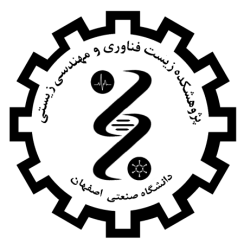 پژوهشکده زیست فناوری و مهندسی زیستی
دانشگاه صنعتی اصفهان